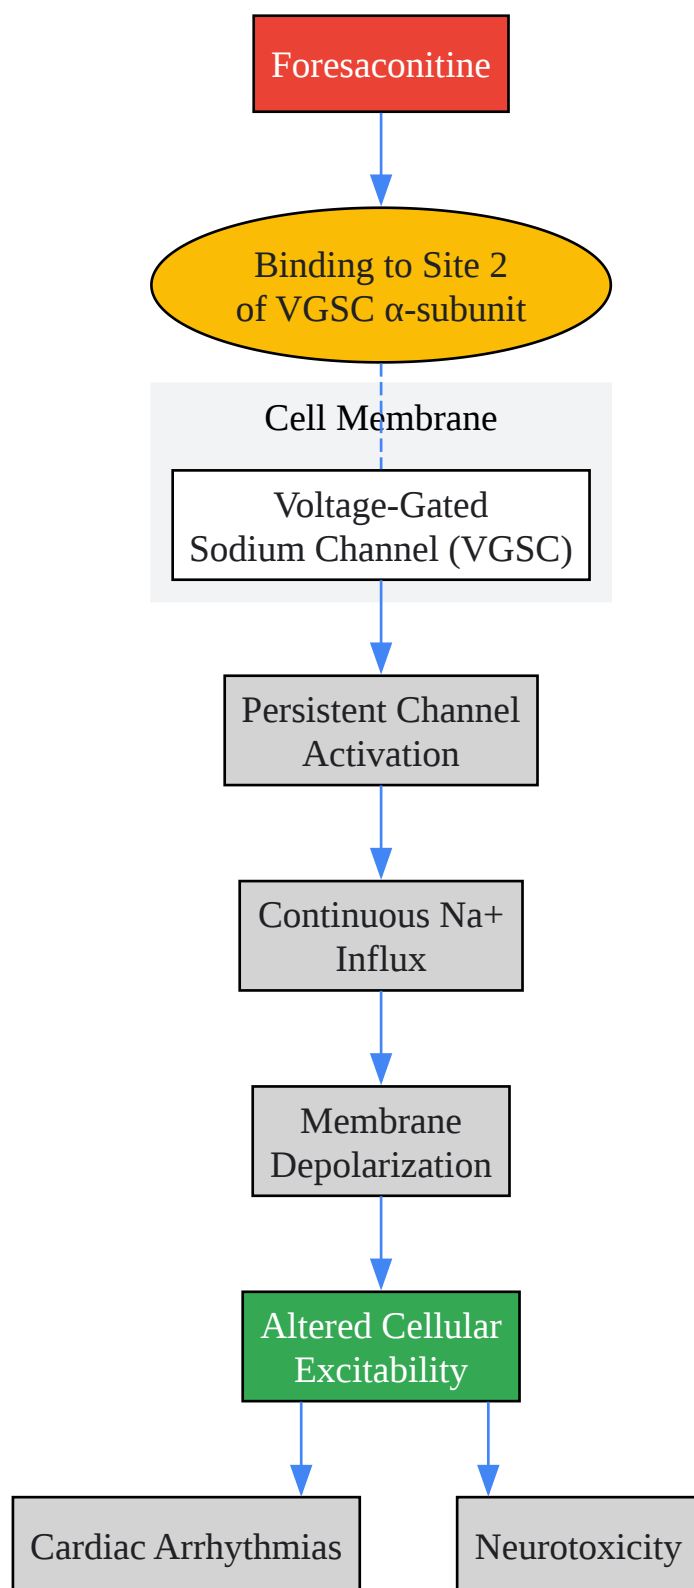 Foresaconitine
Binding to Site 2
of VGSC α-subunit
Cell Membrane
Voltage-Gated
Sodium Channel (VGSC)
Persistent Channel
Activation
Continuous Na+
Influx
Membrane
Depolarization
Altered Cellular
Excitability
Cardiac Arrhythmias
Neurotoxicity